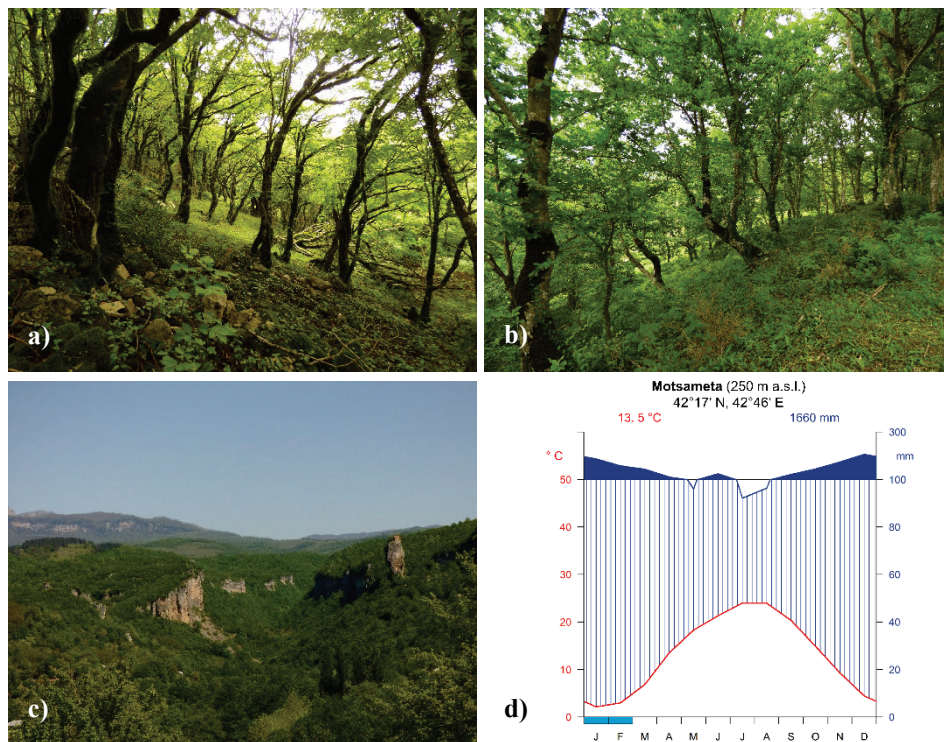 a)
b)
c)
d)
Motsameta (250 m a.s.l.)
42°17' N, 42°46' E
13. 5 °C 1660 mm
300
° C mm
50 100
40 80
30 60
20 40
10 20
0 0
J F M A M J J A S O N D